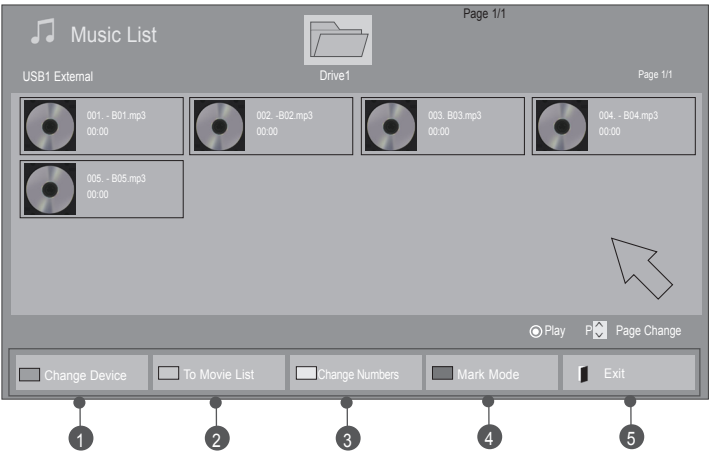 Page 1/1
Music List
USB1 External
Drive1
Page 1/1
001. - B01.mp3
00:00
002. -B02.mp3
00:00
003. B03.mp3
00:00
004. - B04.mp3
00:00
005. - B05.mp3
00:00
Play
P
Page Change
Change Device
To Movie List
Change Numbers
Mark Mode
Exit
1
2
3
4
5